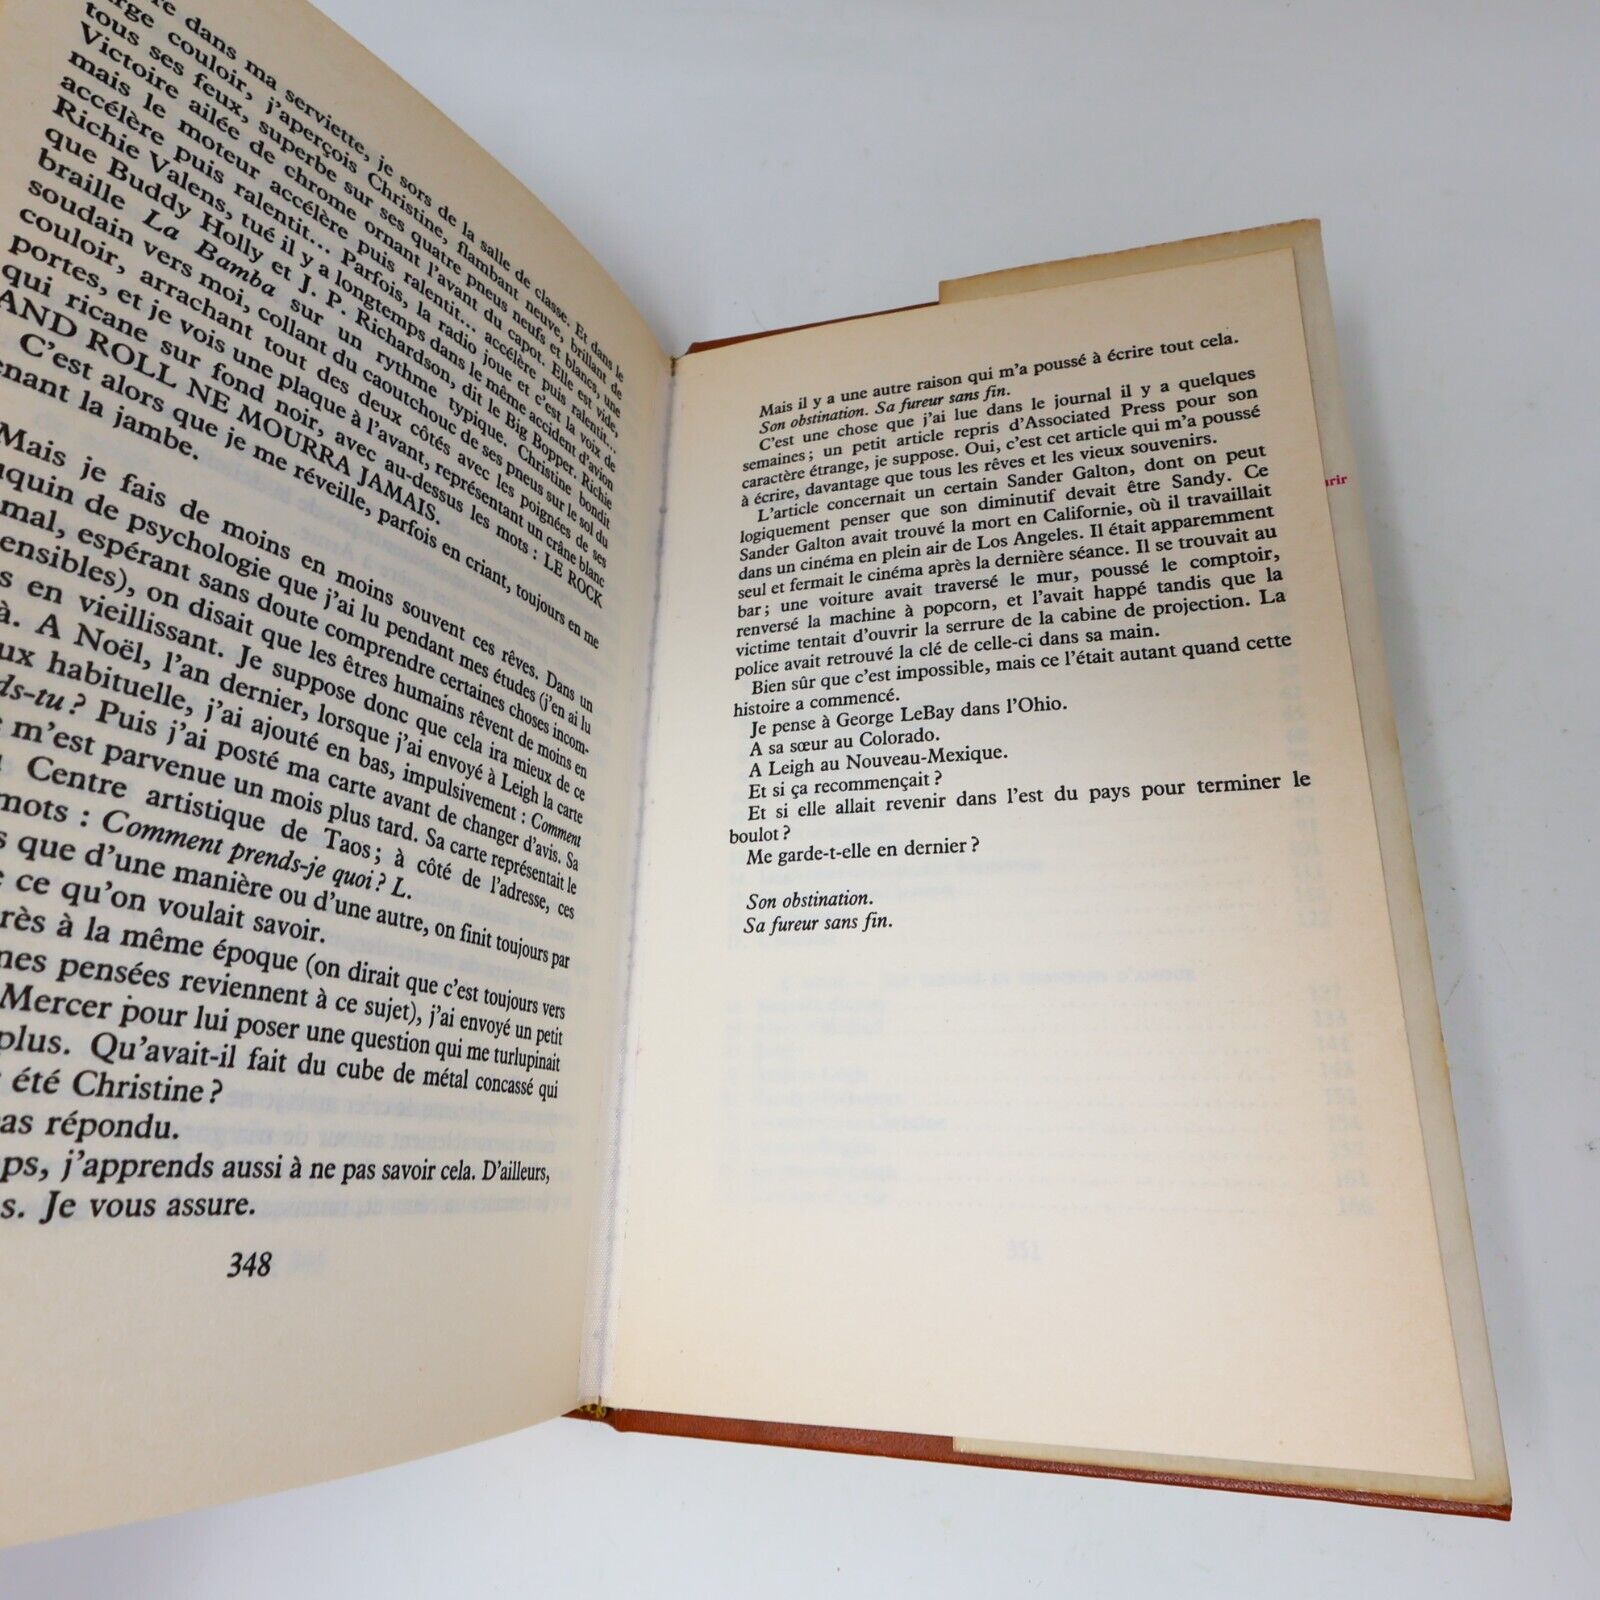 dans ma serviette, je sors de la salle de classe. Et dans le
couloir, j'aperçois Christine, flambant neuve, brillant de
tous ses feux, superbe sur ses quatre pneus neufs et blancs, une
Victoire ailée de chrome ornant l'avant du capot. Elle est vide,
mais le moteur accélère puis ralentit... accélère puis ralentit...
accélère puis ralentit... Parfois, la radio joue et c'est la voix de
Richie Valens, tué il y a longtemps dans le même accident d'avion
que Buddy Holly et J. P. Richardson, dit le Big Bopper. Richie
braille La Bamba sur un rythme typique. Christine bondit
soudain vers moi, collant du caoutchouc de ses pneus sur le sol du
couloir, arrachant tout des deux côtés avec les poignées de ses
portes, et je vois une plaque à l'avant, représentant un crâne blanc
qui ricane sur fond noir, avec au-dessus les mots : LE ROCK
AND ROLL NE MOURRA JAMAIS.
C'est alors que je me réveille, parfois en criant, toujours en me
tenant la jambe.
Mais je fais de moins en moins souvent ces rêves. Dans un
de psychologie que j'ai lu pendant mes études (j'en ai lu
mal, espérant sans doute comprendre certaines choses incom-
), on disait que les êtres humains rêvent de moins en
en vieillissant. Je suppose donc que cela ira mieux de ce
A Noël, l'an dernier, lorsque j'ai envoyé à Leigh la carte
habituelle, j'ai ajouté en bas, impulsivement : Comment
? Puis j'ai posté ma carte avant de changer d'avis. Sa
m'est parvenue un mois plus tard. Sa carte représentait le
Centre artistique de Taos ; à côté de l'adresse, ces
mots : Comment prends-je quoi ? L.
que d'une manière ou d'une autre, on finit toujours par
ce qu'on voulait savoir.
à la même époque (on dirait que c'est toujours vers
pensées reviennent à ce sujet), j'ai envoyé un petit
Mercer pour lui poser une question qui me turlupinait
plus. Qu'avait-il fait du cube de métal concassé qui
été Christine ?
répondu.
j'apprends aussi à ne pas savoir cela. D'ailleurs,
Je vous assure.
348
Mais il y a une autre raison qui m'a poussé à écrire tout cela.
Son obstination. Sa fureur sans fin.
C'est une chose que j'ai lue dans le journal il y a quelques
semaines ; un petit article repris d'Associated Press pour son
caractère étrange, je suppose. Oui, c'est cet article qui m'a poussé
à écrire, davantage que tous les rêves et les vieux souvenirs.
L'article concernait un certain Sander Galton, dont on peut
logiquement penser que son diminutif devait être Sandy. Ce
Sander Galton avait trouvé la mort en Californie, où il travaillait
dans un cinéma en plein air de Los Angeles. Il était apparemment
seul et fermait le cinéma après la dernière séance. Il se trouvait au
bar ; une voiture avait traversé le mur, poussé le comptoir,
renversé la machine à popcorn, et l'avait happé tandis que la
victime tentait d'ouvrir la serrure de la cabine de projection. La
police avait retrouvé la clé de celle-ci dans sa main.
Bien sûr que c'est impossible, mais ce l'était autant quand cette
histoire a commencé.
Je pense à George LeBay dans l'Ohio.
A sa sœur au Colorado.
A Leigh au Nouveau-Mexique.
Et si ça recommençait ?
Et si elle allait revenir dans l'est du pays pour terminer le
boulot ?
Me garde-t-elle en dernier ?
Son obstination.
Sa fureur sans fin.